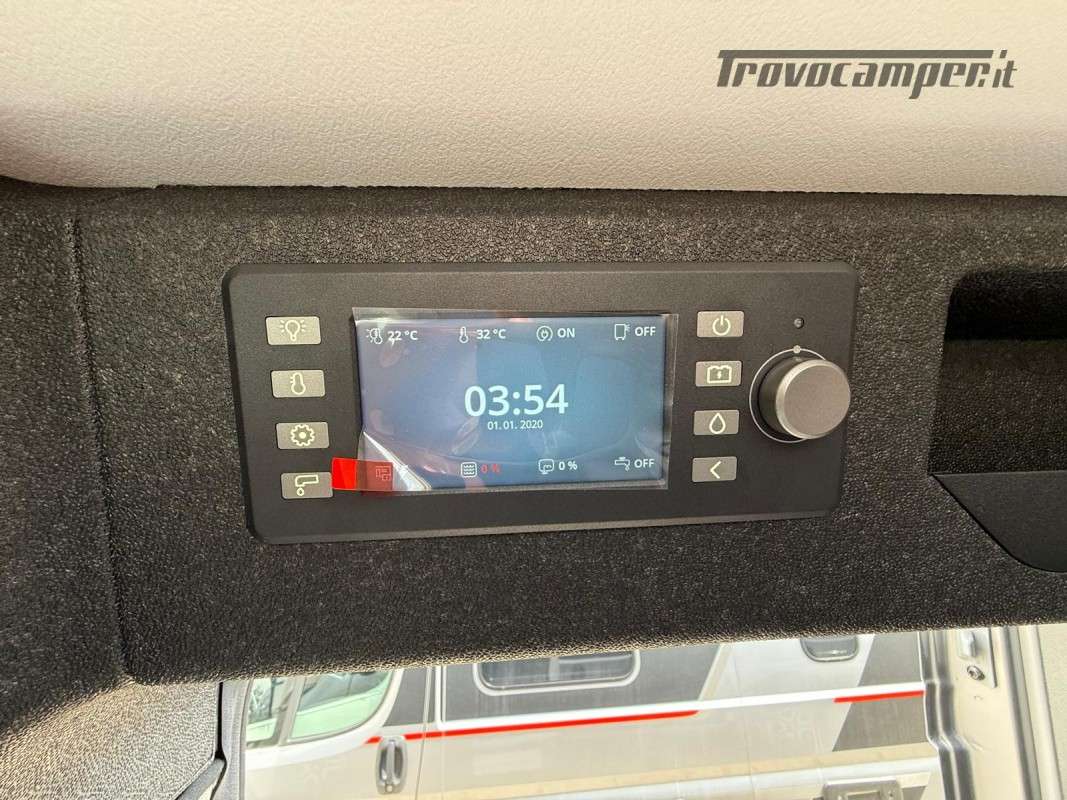 Trovocamper.it
22 °C 32 °C ON OFF
03:54
01. 01. 2020
0 % 0 % OFF